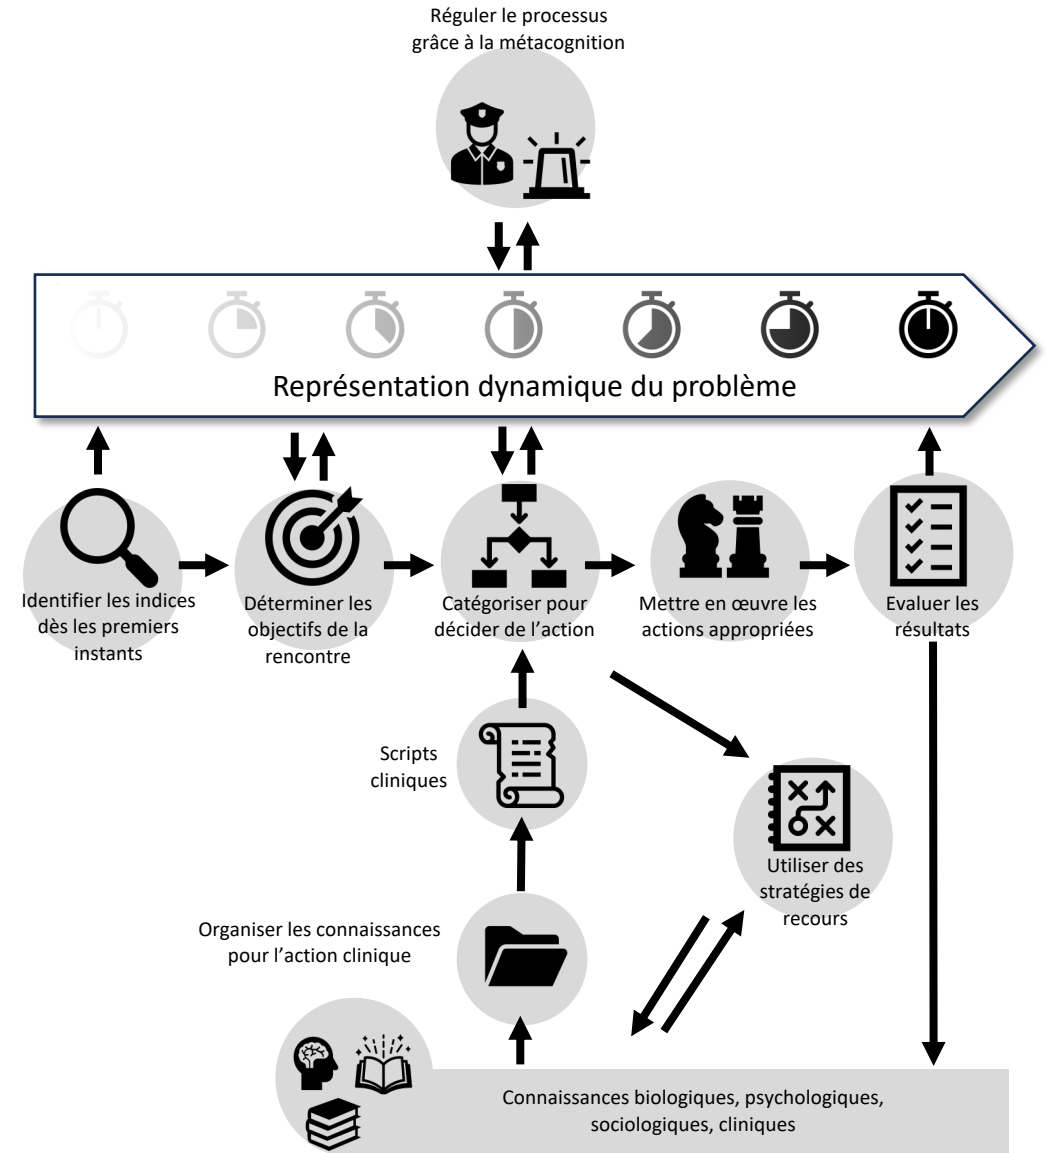 Réguler le processus
grâce à la métacognition
Représentation dynamique du problème
Identifier les indices
dès les premiers
instants
Déterminer les
objectifs de la
rencontre
Catégoriser pour
décider de l'action
Mettre en œuvre les
actions appropriées
Evaluer les
résultats
Scripts
cliniques
Utiliser des
stratégies de
recours
Organiser les connaissances
pour l'action clinique
Connaissances biologiques, psychologiques,
sociologiques, cliniques